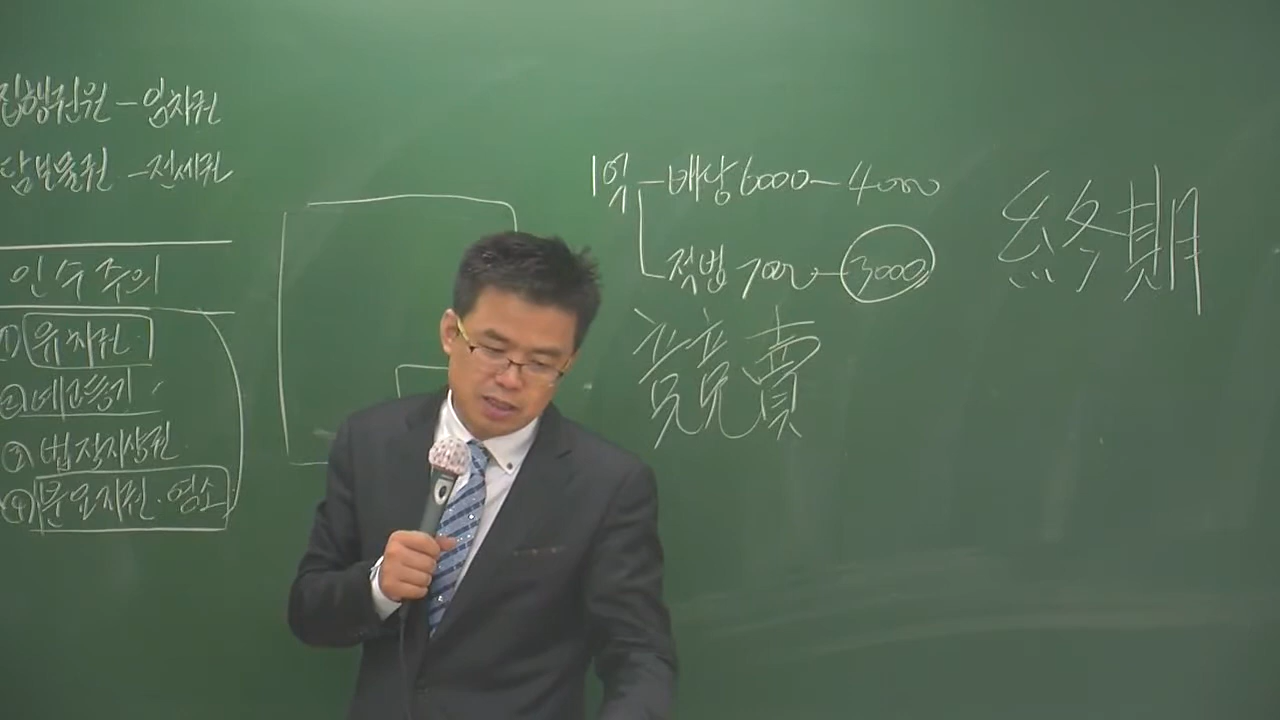 집행권원 – 임차권
담보물권 – 전세권
인수주의
① 유치권
② 예고등기
③ 법정지상권
④ 분묘지권 · 영소
1억 – 배당 6000 – 4000
적법 7000 – 3000
競賣
終期